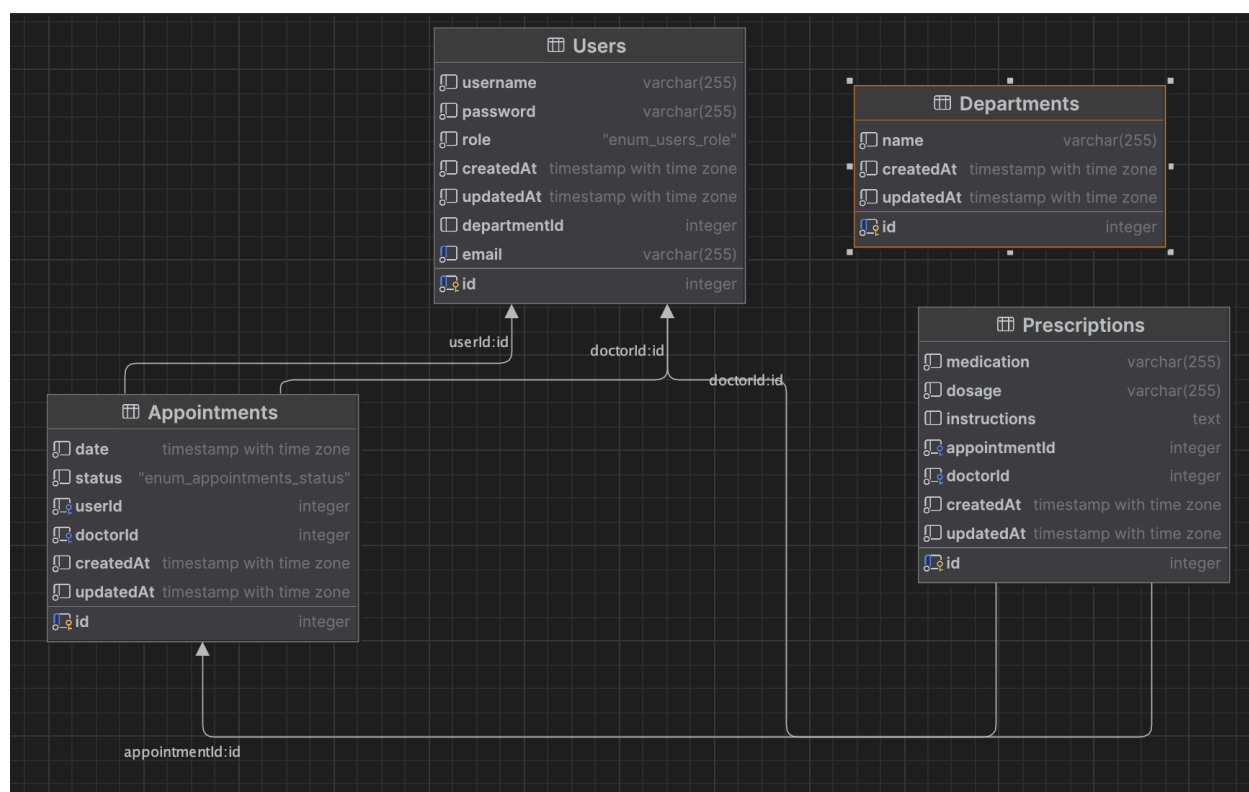 Users
username varchar(255)
password varchar(255)
role "enum_users_role"
createdAt timestamp with time zone
updatedAt timestamp with time zone
departmentId integer
email varchar(255)
id integer
Departments
name varchar(255)
createdAt timestamp with time zone
updatedAt timestamp with time zone
id integer
userId:id
doctorId:id
doctorId:id
Appointments
date timestamp with time zone
status "enum_appointments_status"
userId integer
doctorId integer
createdAt timestamp with time zone
updatedAt timestamp with time zone
id integer
Prescriptions
medication varchar(255)
dosage varchar(255)
instructions text
appointmentId integer
doctorId integer
createdAt timestamp with time zone
updatedAt timestamp with time zone
id integer
appointmentId:id